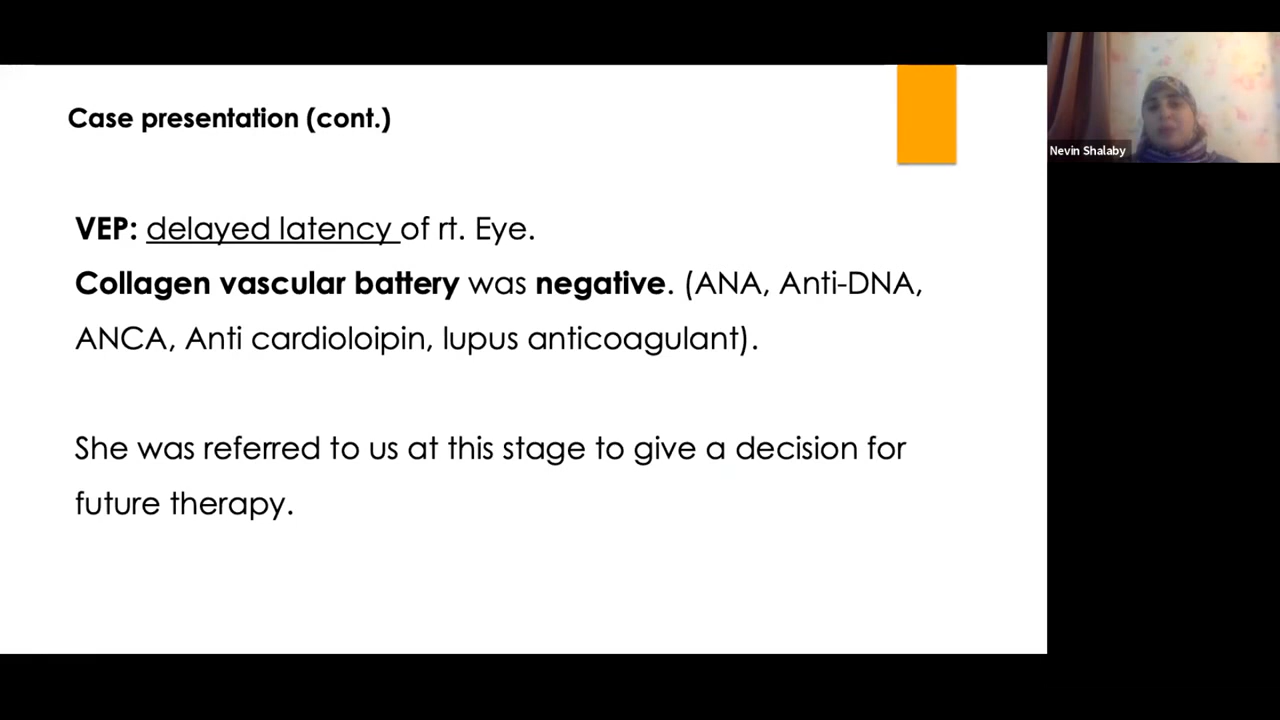 Case presentation (cont.)
VEP: delayed latency of rt. Eye.
Collagen vascular battery was negative. (ANA, Anti-DNA,
ANCA, Anti cardioloipin, lupus anticoagulant).
She was referred to us at this stage to give a decision for
future therapy.
Nevin Shalaby